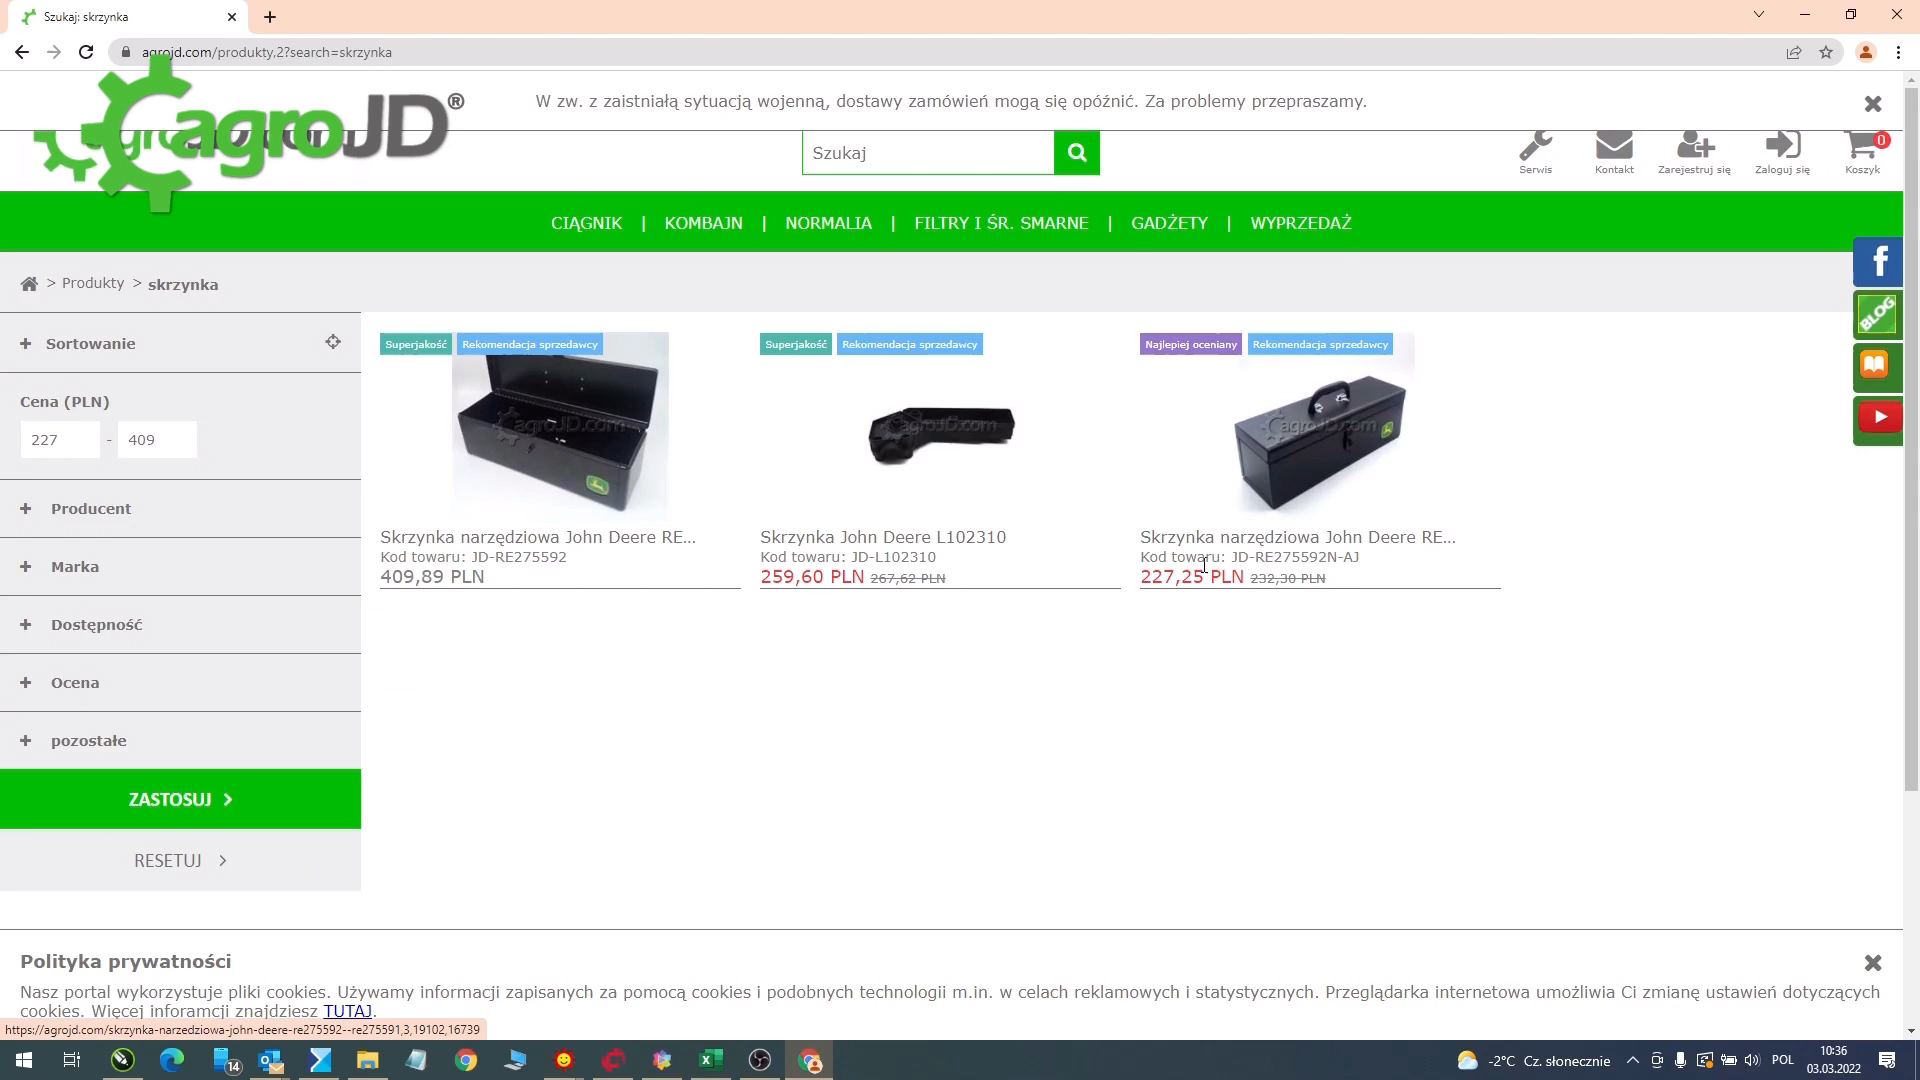 Szukaj: skrzynka
agrojd.com/produkty,2?search=skrzynka
agroJD®
W zw. z zaistniałą sytuacją wojenną, dostawy zamówień mogą się opóźnić. Za problemy przepraszamy.
Szukaj
Serwis
Kontakt
Zarejestruj się
Zaloguj się
0
Koszyk
CIĄGNIK | KOMBAJN | NORMALIA | FILTRY I ŚR. SMARNE | GADŻETY | WYPRZEDAŻ
f
BLOG
> Produkty > skrzynka
+ Sortowanie
Cena (PLN)
227 - 409
+ Producent
+ Marka
+ Dostępność
+ Ocena
+ pozostałe
ZASTOSUJ >
RESETUJ >
Superjakość Rekomendacja sprzedawcy
agroJD.com
Skrzynka narzędziowa John Deere RE...
Kod towaru: JD-RE275592
409,89 PLN
Superjakość Rekomendacja sprzedawcy
agroJD.com
Skrzynka John Deere L102310
Kod towaru: JD-L102310
259,60 PLN 267,62 PLN
Najlepiej oceniany Rekomendacja sprzedawcy
agroJD.com
Skrzynka narzędziowa John Deere RE...
Kod towaru: JD-RE275592N-AJ
227,25 PLN 232,30 PLN
Polityka prywatności
Nasz portal wykorzystuje pliki cookies. Używamy informacji zapisanych za pomocą cookies i podobnych technologii m.in. w celach reklamowych i statystycznych. Przeglądarka internetowa umożliwia Ci zmianę ustawień dotyczących
cookies. Więcej inforamcji znajdziesz TUTAJ.
https://agrojd.com/skrzynka-narzedziowa-john-deere-re275592--re275591,3,19102,16739
14
-2°C Cz. słonecznie
POL
10:36
03.03.2022